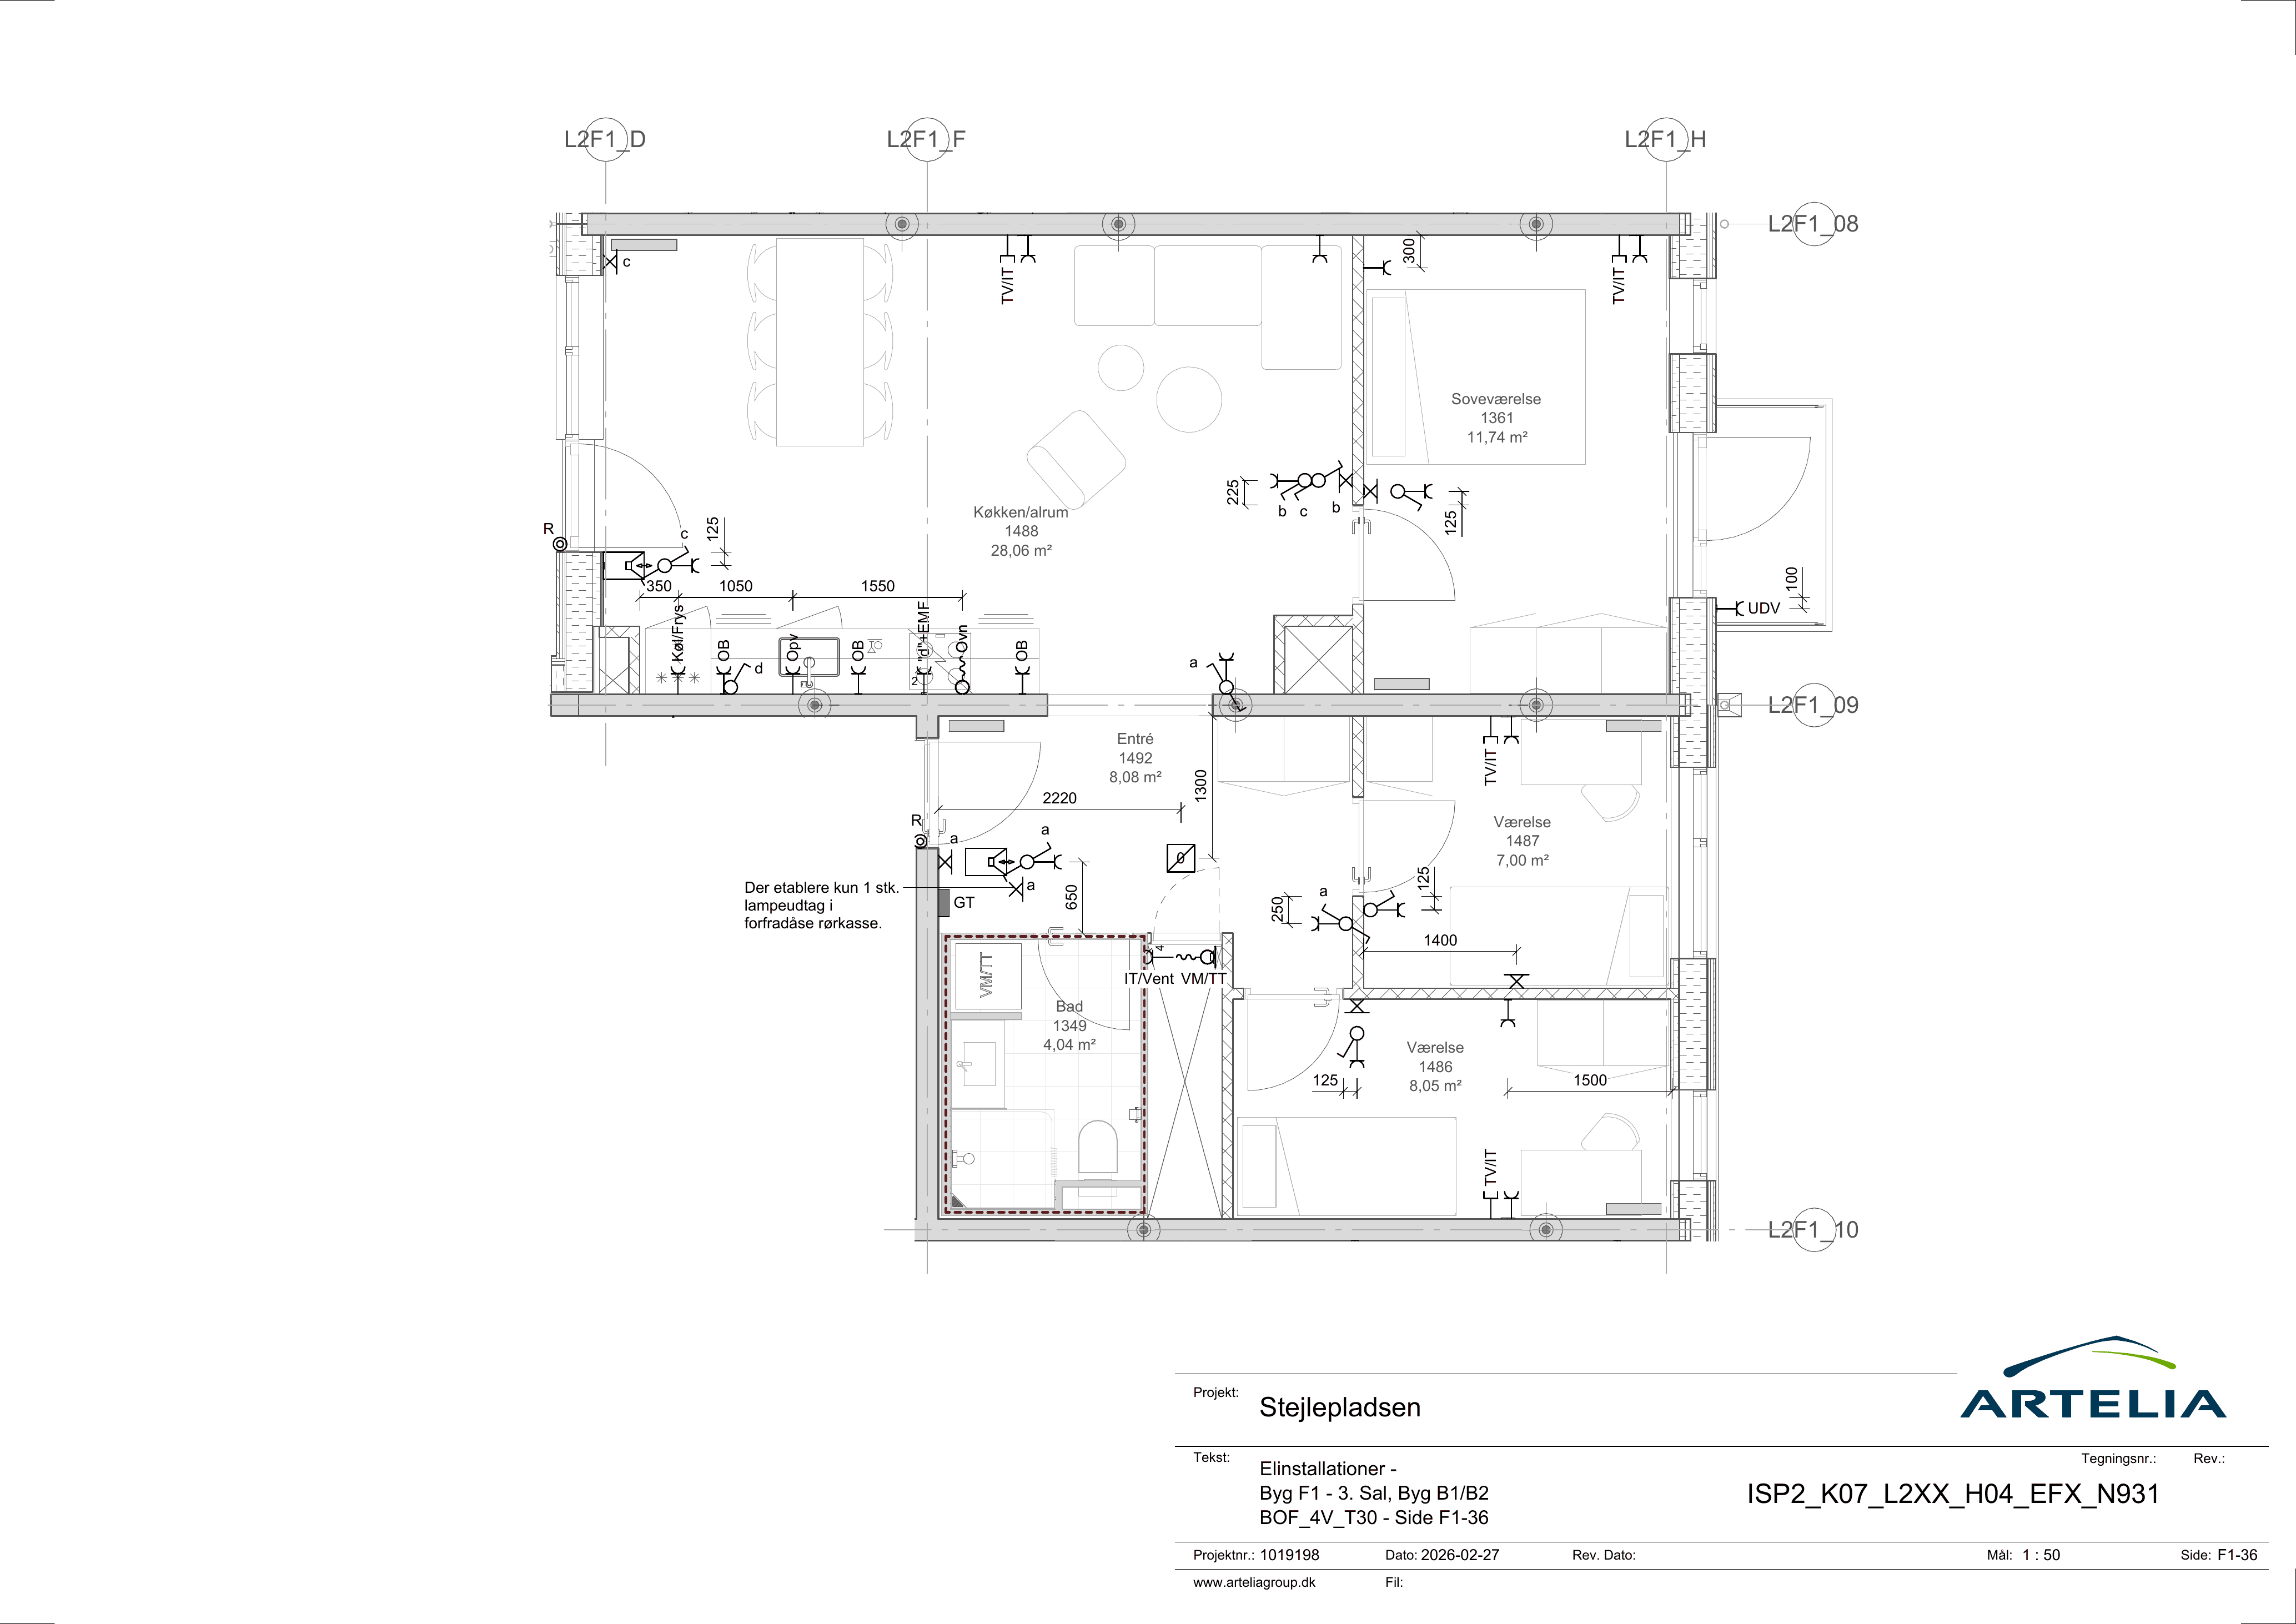 L2F1_D
L2F1_F
L2F1_H
L2F1_08
c
TV/IT
300
TV/IT
Soveværelse
1361
11,74 m²
225
b c
b
125
Køkken/alrum
1488
28,06 m²
R
c
125
350
1050
1550
100
UDV
Køl/Frys
OB
d
Opv
OB
2
"d"+EMF
Ovn
OB
a
L2F1_09
Entré
1492
8,08 m²
1300
TV/IT
2220
R
a
a
0
Værelse
1487
7,00 m²
Der etablere kun 1 stk.
lampeudtag i
forfradåse rørkasse.
a
GT
650
a
250
125
1400
4
IT/Vent
VM/TT
VM/TT
Bad
1349
4,04 m²
Værelse
1486
8,05 m²
125
1500
TV/IT
L2F1_10
Projekt:
Stejlepladsen
ARTELIA
Tekst:
Elinstallationer -
Byg F1 - 3. Sal, Byg B1/B2
BOF_4V_T30 - Side F1-36
Tegningsnr.:
Rev.:
ISP2_K07_L2XX_H04_EFX_N931
Projektnr.: 1019198
Dato: 2026-02-27
Rev. Dato:
Mål: 1 : 50
Side: F1-36
www.arteliagroup.dk
Fil: